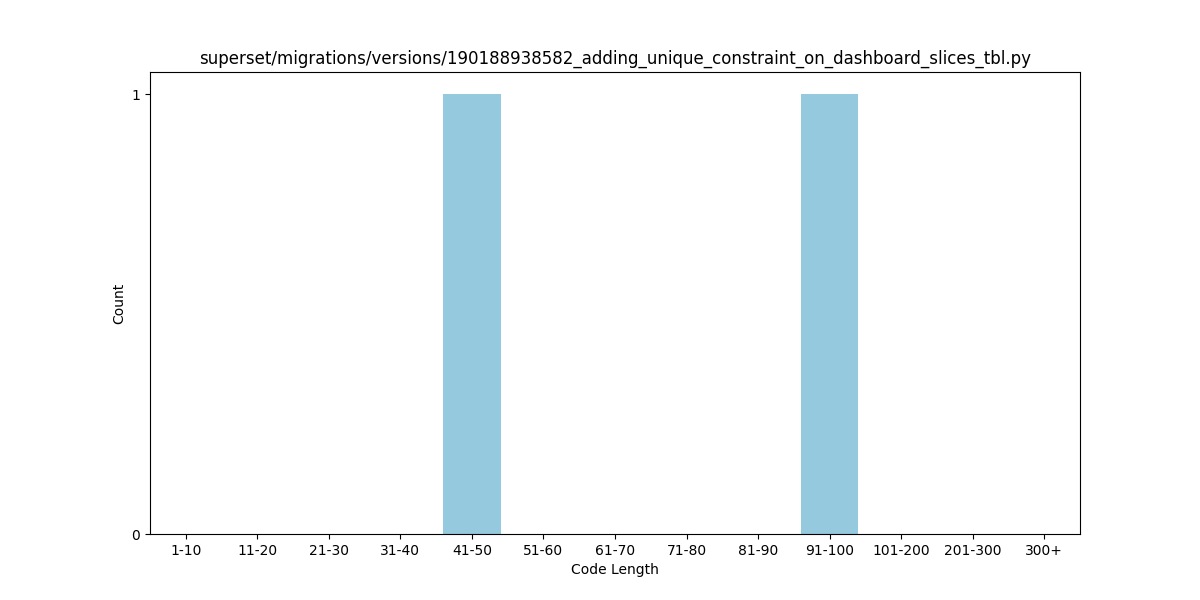 superset/migrations/versions/190188938582_adding_unique_constraint_on_dashboard_slices_tbl.py
1
Count
0
1-10 11-20 21-30 31-40 41-50 51-60 61-70 71-80 81-90 91-100 101-200 201-300 300+
Code Length